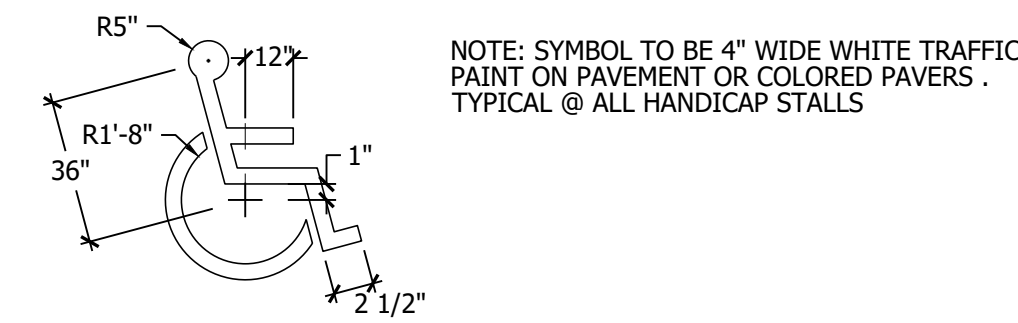 R5"
12"
NOTE: SYMBOL TO BE 4" WIDE WHITE TRAFFIC
PAINT ON PAVEMENT OR COLORED PAVERS .
TYPICAL @ ALL HANDICAP STALLS
R1'-8"
1"
36"
2 1/2"